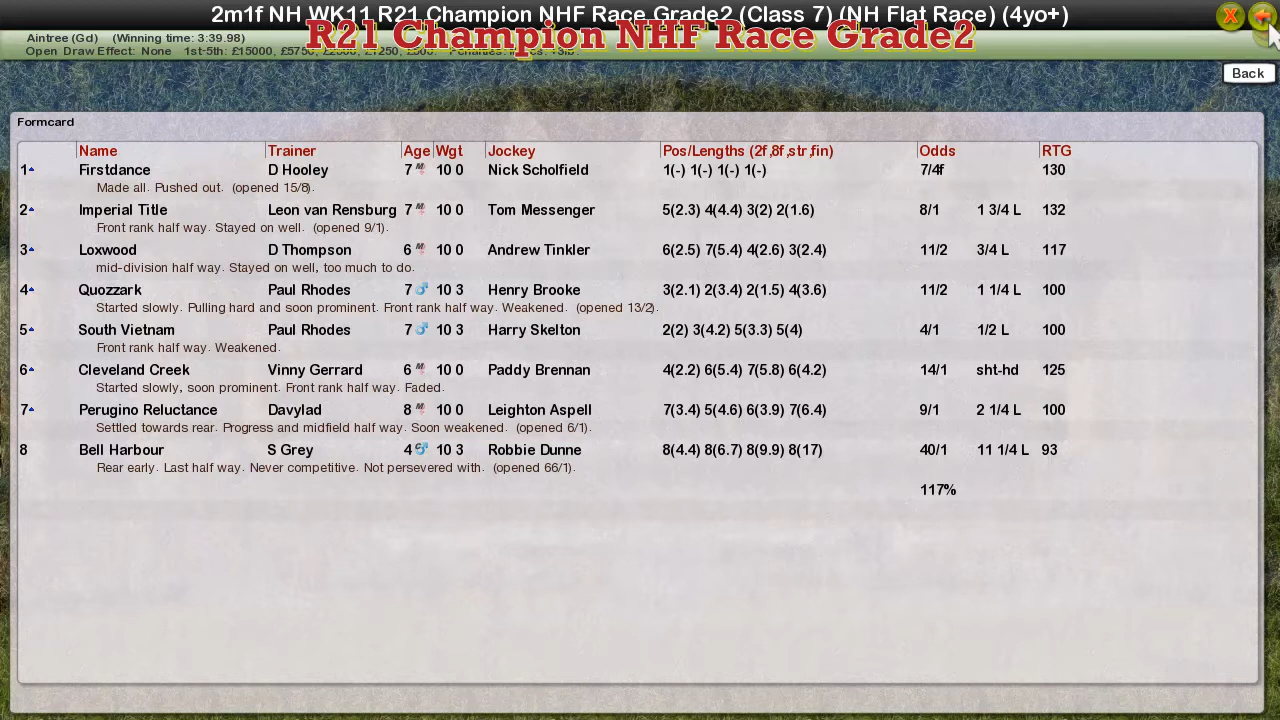 2m1f NH WK11 R21 Champion NHF Race Grade2 (Class 7) (NH Flat Race) (4yo+)
R21 Champion NHF Race Grade2
Aintree (Gd) (Winning time: 3:39.98)
Open Draw Effect: None 1st-5th: £15000, £5750,
Back
Formcard
Name Trainer Age Wgt Jockey Pos/Lengths (2f,8f,str,fin) Odds RTG
1 Firstdance D Hooley 7 10 0 Nick Scholfield 1(-) 1(-) 1(-) 1(-) 7/4f 130
Made all. Pushed out. (opened 15/8).
2 Imperial Title Leon van Rensburg 7 10 0 Tom Messenger 5(2.3) 4(4.4) 3(2) 2(1.6) 8/1 1 3/4 L 132
Front rank half way. Stayed on well. (opened 9/1).
3 Loxwood D Thompson 6 10 0 Andrew Tinkler 6(2.5) 7(5.4) 4(2.6) 3(2.4) 11/2 3/4 L 117
mid-division half way. Stayed on well, too much to do.
4 Quozzark Paul Rhodes 7 10 3 Henry Brooke 3(2.1) 2(3.4) 2(1.5) 4(3.6) 11/2 1 1/4 L 100
Started slowly. Pulling hard and soon prominent. Front rank half way. Weakened. (opened 13/2).
5 South Vietnam Paul Rhodes 7 10 3 Harry Skelton 2(2) 3(4.2) 5(3.3) 5(4) 4/1 1/2 L 100
Front rank half way. Weakened.
6 Cleveland Creek Vinny Gerrard 6 10 0 Paddy Brennan 4(2.2) 6(5.4) 7(5.8) 6(4.2) 14/1 sht-hd 125
Started slowly, soon prominent. Front rank half way. Faded.
7 Perugino Reluctance Davylad 8 10 0 Leighton Aspell 7(3.4) 5(4.6) 6(3.9) 7(6.4) 9/1 2 1/4 L 100
Settled towards rear. Progress and midfield half way. Soon weakened. (opened 6/1).
8 Bell Harbour S Grey 4 10 3 Robbie Dunne 8(4.4) 8(6.7) 8(9.9) 8(17) 40/1 11 1/4 L 93
Rear early. Last half way. Never competitive. Not persevered with. (opened 66/1).
117%